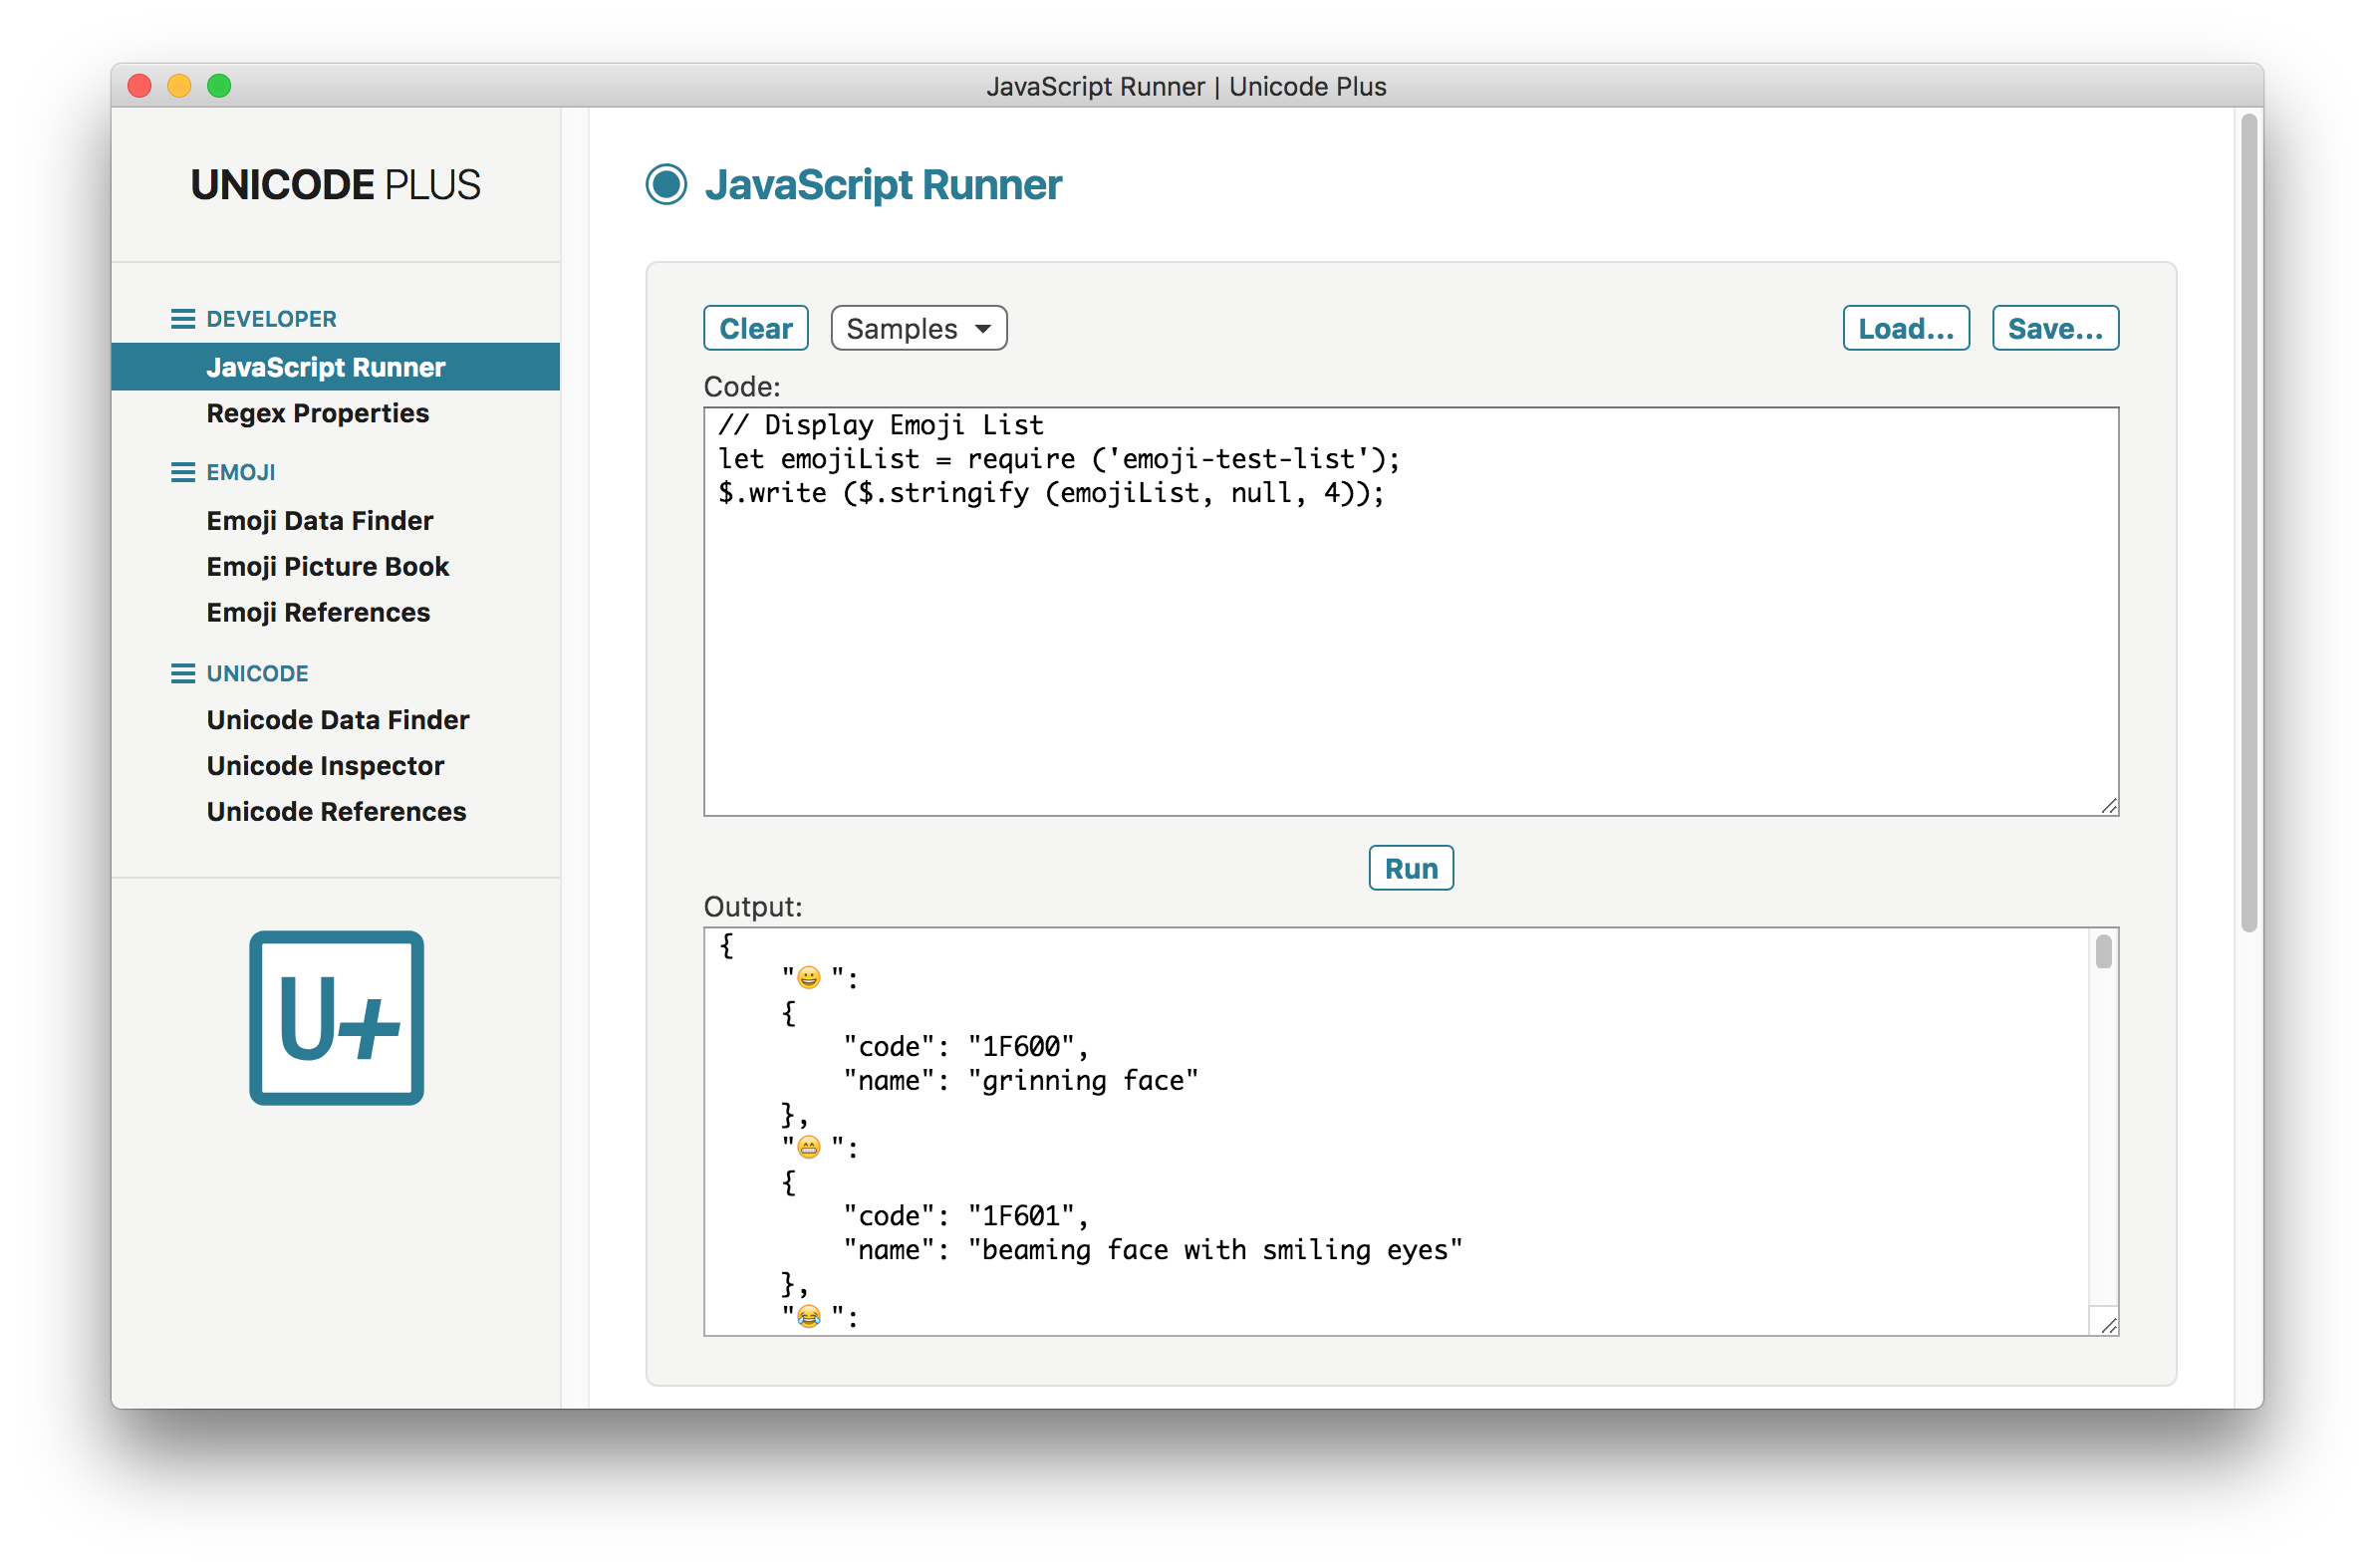 JavaScript Runner | Unicode Plus
UNICODE PLUS
DEVELOPER
JavaScript Runner
Regex Properties
EMOJI
Emoji Data Finder
Emoji Picture Book
Emoji References
UNICODE
Unicode Data Finder
Unicode Inspector
Unicode References
U+
JavaScript Runner
Clear Samples Load... Save...
Code:
// Display Emoji List
let emojiList = require ('emoji-test-list');
$.write ($.stringify (emojiList, null, 4));
Run
Output:
{
    "😀":
    {
        "code": "1F600",
        "name": "grinning face"
    },
    "😁":
    {
        "code": "1F601",
        "name": "beaming face with smiling eyes"
    },
    "😂":